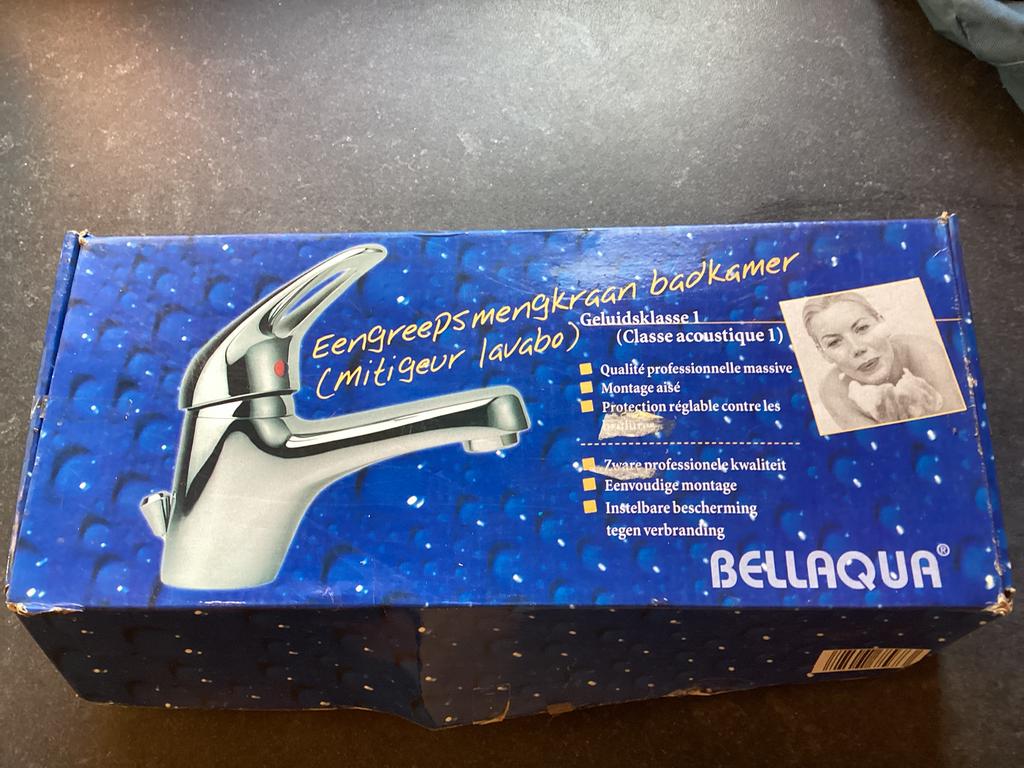 Eengreepsmengkraan badkamer
(mitigeur lavabo)
Geluidsklasse 1
(Classe acoustique 1)
Qualité professionnelle massive
Montage aisé
Protection réglable contre les
Zware professionele kwaliteit
Eenvoudige montage
Instelbare bescherming
tegen verbranding
BELLAQUA®